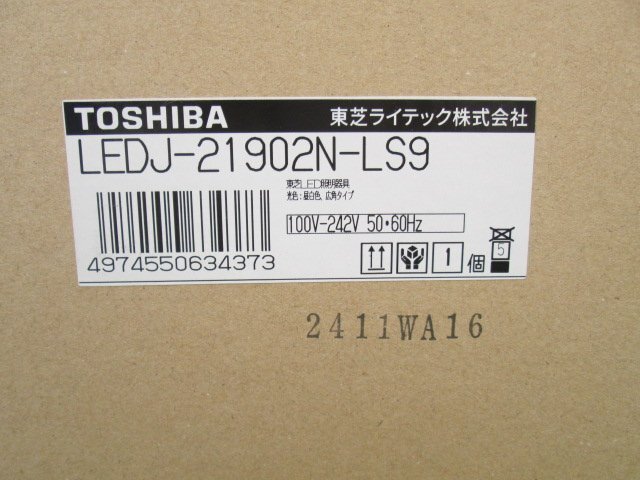 TOSHIBA 東芝ライテック株式会社
LEDJ-21902N-LS9
東芝LED照明器具
光色:昼白色, 広角タイプ
100V-242V 50・60Hz
4974550634373
1個
5
2411WA16